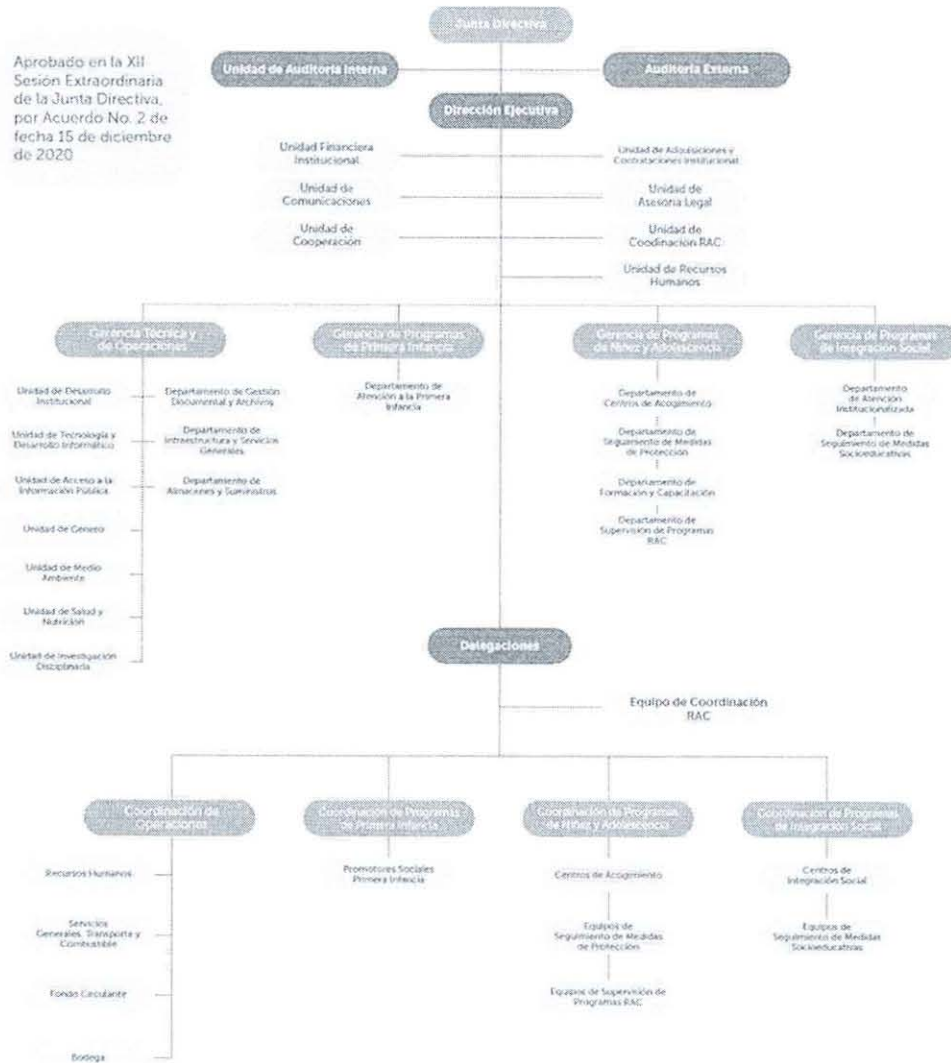 Junta Directiva
Aprobado en la XII
Sesión Extraordinaria
de la Junta Directiva,
por Acuerdo No. 2 de
fecha 15 de diciembre
de 2020
Unidad de Auditoría Interna
Auditoría Externa
Dirección Ejecutiva
Unidad Financiera
Institucional
Unidad de Adquisiciones y
Contrataciones Institucional
Unidad de
Comunicaciones
Unidad de
Asesoría Legal
Unidad de
Cooperación
Unidad de
Coodinación RAC
Unidad de Recursos
Humanos
Gerencia Técnica y
de Operaciones
Gerencia de Programas
de Primera Infancia
Gerencia de Programas
de Niñez y Adolescencia
Gerencia de Programas
de Integración Social
Unidad de Desarrollo
Institucional
Departamento de Gestión
Documental y Archivos
Unidad de Tecnología y
Desarrollo Informático
Departamento de
Infraestructura y Servicios
Generales
Unidad de Acceso a la
Información Pública
Departamento de
Almacenes y Suministros
Unidad de Género
Unidad de Medio
Ambiente
Unidad de Salud y
Nutrición
Unidad de Investigación
Disciplinaria
Departamento de
Atención a la Primera
Infancia
Departamento de
Centros de Acogimiento
Departamento de
Seguimiento de Medidas
de Protección
Departamento de
Formación y Capacitación
Departamento de
Supervisión de Programas
RAC
Departamento
de Atención
Institucionalizada
Departamento de
Seguimiento de Medidas
Socioeducativas
Delegaciones
Equipo de Coordinación
RAC
Coordinación de
Operaciones
Coordinación de Programas
de Primera Infancia
Coordinación de Programas
de Niñez y Adolescencia
Coordinación de Programas
de Integración Social
Recursos Humanos
Servicios
Generales, Transporte y
Combustible
Fondo Circulante
Bodega
Promotores Sociales
Primera Infancia
Centros de Acogimiento
Equipos de
Seguimiento de Medidas
de Protección
Equipos de Supervisión de
Programas RAC
Centros de
Integración Social
Equipos de
Seguimiento de Medidas
Socioeducativas